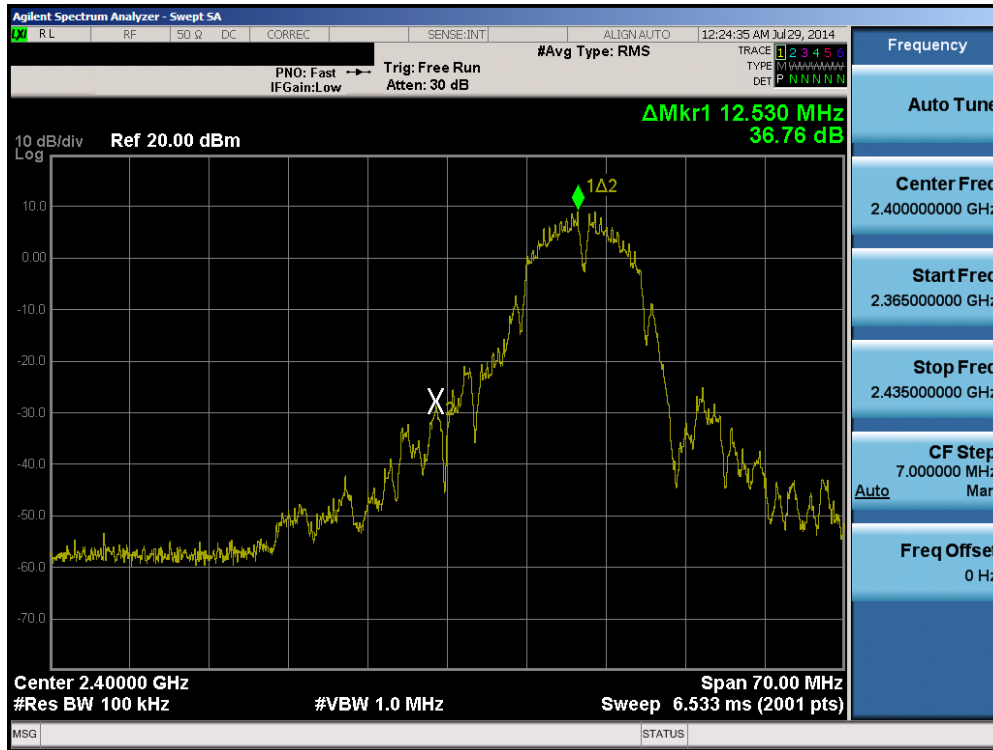 Agilent Spectrum Analyzer - Swept SA
LXI RL RF 50 Ω DC CORREC SENSE:INT ALIGN AUTO 12:24:35 AM Jul 29, 2014
Frequency
#Avg Type: RMS
TRACE 1 2 3 4 5 6
PNO: Fast Trig: Free Run
TYPE M WWWWW
IFGain:Low Atten: 30 dB
DET P N N N N N
Auto Tune
ΔMkr1 12.530 MHz
36.76 dB
10 dB/div Ref 20.00 dBm
Log
1Δ2
Center Freq
2.400000000 GHz
10.0
0.00
Start Freq
2.365000000 GHz
-10.0
-20.0
Stop Freq
2.435000000 GHz
-30.0
X2
-40.0
CF Step
7.000000 MHz
Auto Man
-50.0
Freq Offset
0 Hz
-60.0
-70.0
Center 2.40000 GHz Span 70.00 MHz
#Res BW 100 kHz #VBW 1.0 MHz Sweep 6.533 ms (2001 pts)
MSG STATUS